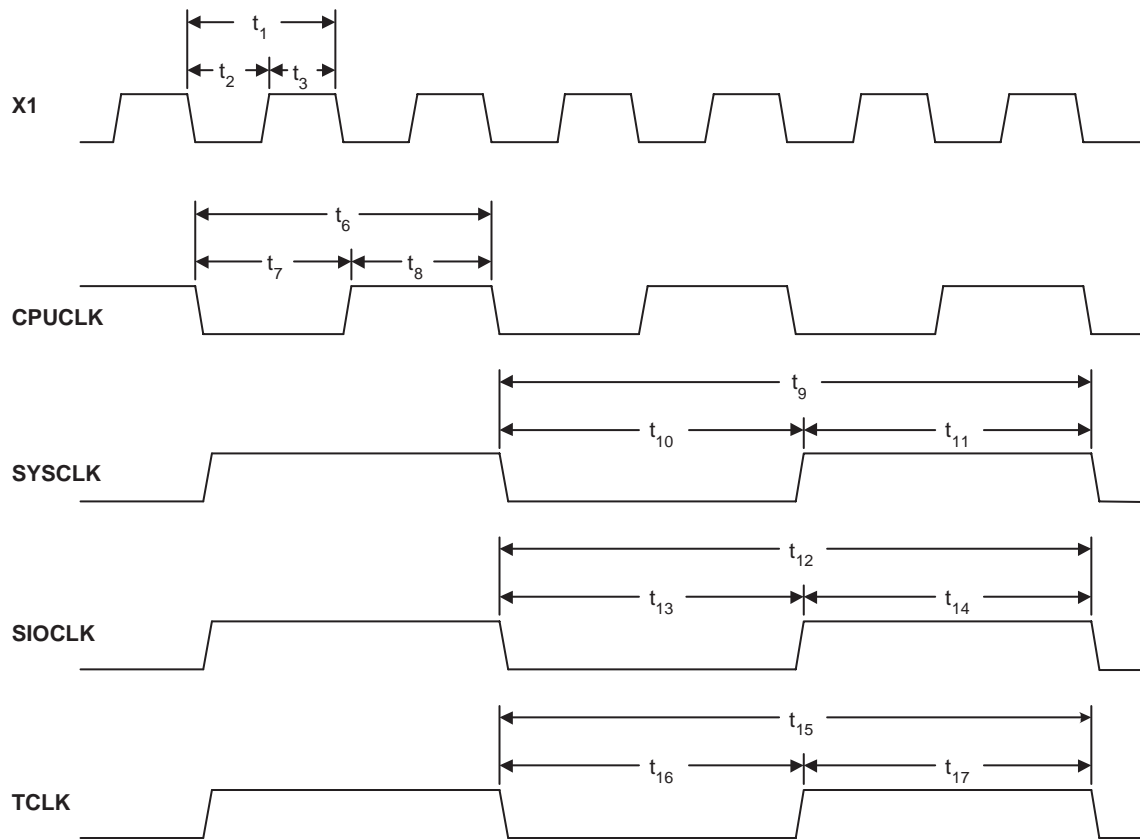 t₁
t₂ t₃
X1
t₆
t₇ t₈
CPUCLK
t₉
t₁₀ t₁₁
SYSCLK
t₁₂
t₁₃ t₁₄
SIOCLK
t₁₅
t₁₆ t₁₇
TCLK